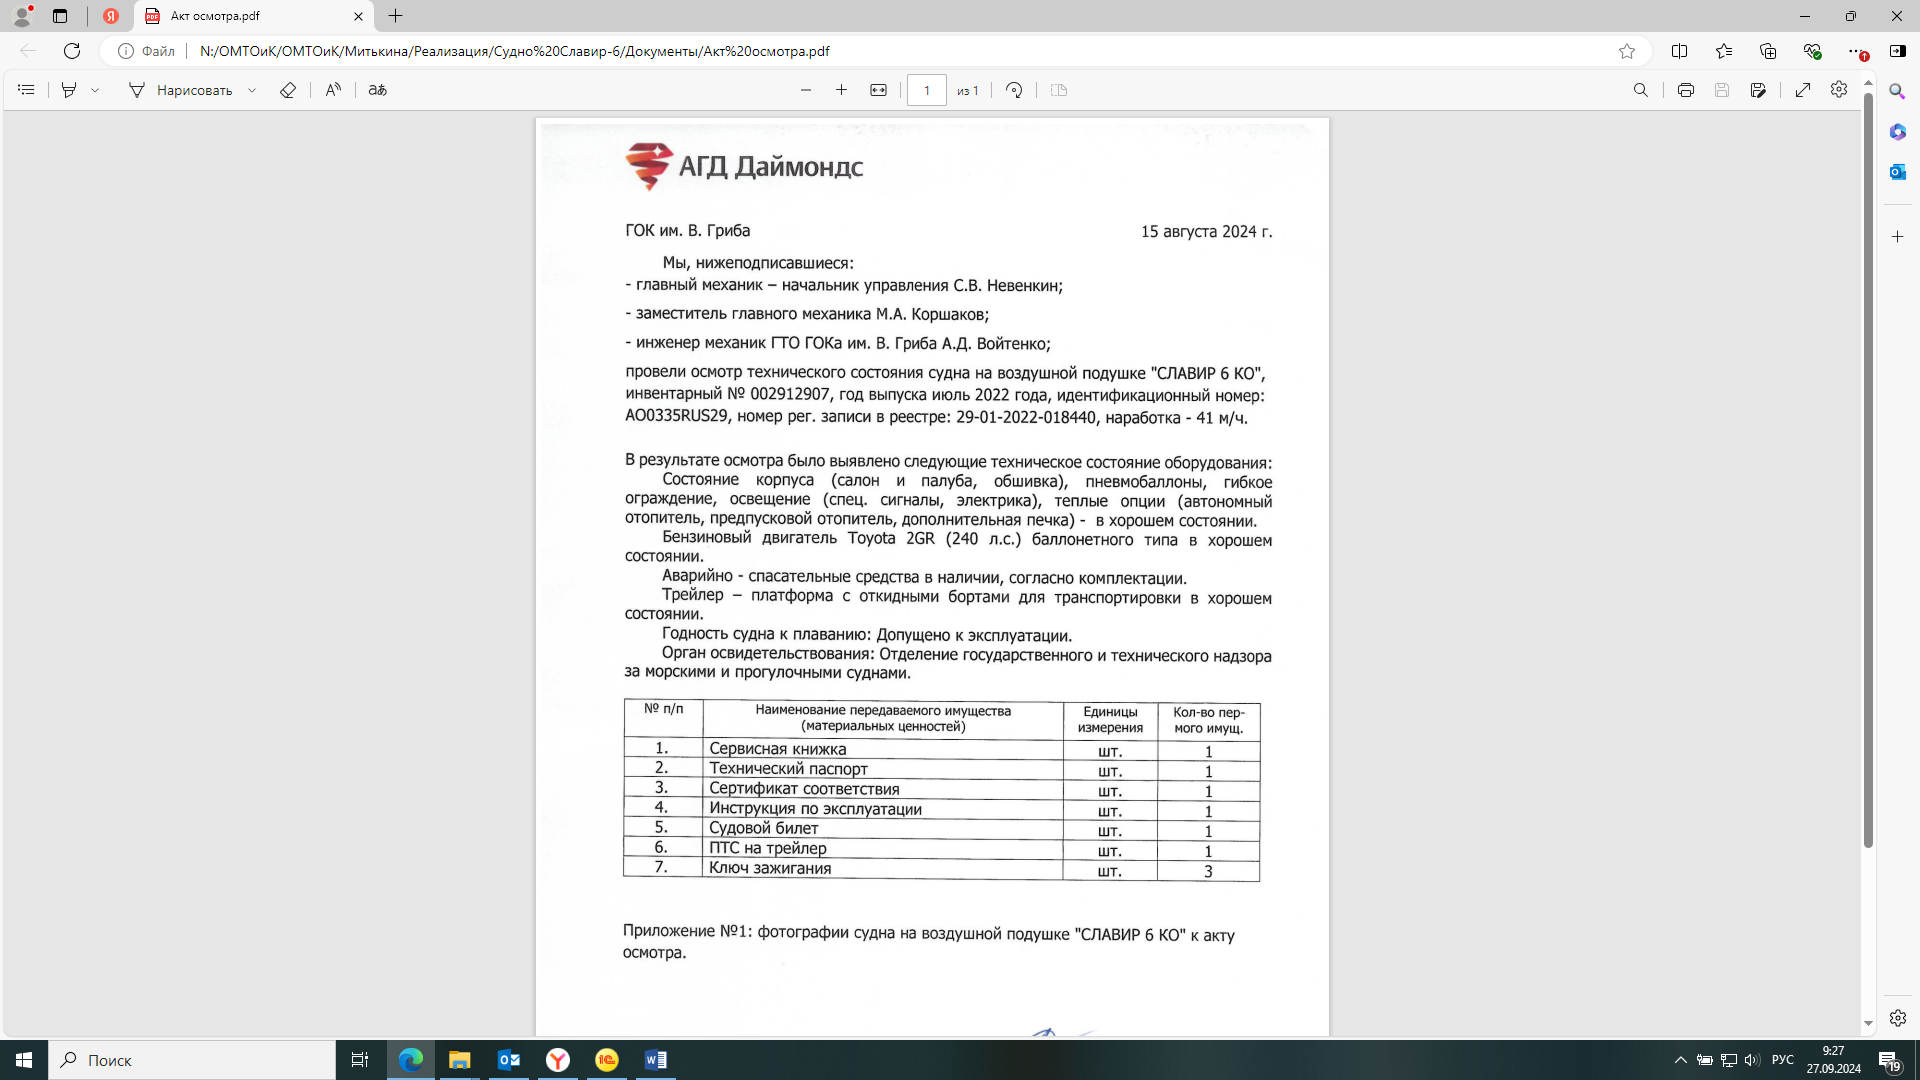 Акт осмотра.pdf
Файл
N:/ОМТОиК/ОМТОиК/Митькина/Реализация/Судно%20Славир-6/Документы/Акт%20осмотра.pdf
Нарисовать
1
из 1
АГД Даймондс
ГОК им. В. Гриба
15 августа 2024 г.
Мы, нижеподписавшиеся:
- главный механик – начальник управления С.В. Невенкин;
- заместитель главного механика М.А. Коршаков;
- инженер механик ГТО ГОКа им. В. Гриба А.Д. Войтенко;
провели осмотр технического состояния судна на воздушной подушке "СЛАВИР 6 КО",
инвентарный № 002912907, год выпуска июль 2022 года, идентификационный номер:
АО0335RUS29, номер рег. записи в реестре: 29-01-2022-018440, наработка - 41 м/ч.
В результате осмотра было выявлено следующие техническое состояние оборудования:
Состояние корпуса (салон и палуба, обшивка), пневмобаллоны, гибкое
ограждение, освещение (спец. сигналы, электрика), теплые опции (автономный
отопитель, предпусковой отопитель, дополнительная печка) - в хорошем состоянии.
Бензиновый двигатель Toyota 2GR (240 л.с.) баллонетного типа в хорошем
состоянии.
Аварийно - спасательные средства в наличии, согласно комплектации.
Трейлер – платформа с откидными бортами для транспортировки в хорошем
состоянии.
Годность судна к плаванию: Допущено к эксплуатации.
Орган освидетельствования: Отделение государственного и технического надзора
за морскими и прогулочными суднами.
№ п/п Наименование передаваемого имущества Единицы Кол-во пер-
(материальных ценностей) измерения мого имущ.
1. Сервисная книжка шт. 1
2. Технический паспорт шт. 1
3. Сертификат соответствия шт. 1
4. Инструкция по эксплуатации шт. 1
5. Судовой билет шт. 1
6. ПТС на трейлер шт. 1
7. Ключ зажигания шт. 3
Приложение №1: фотографии судна на воздушной подушке "СЛАВИР 6 КО" к акту
осмотра.
Поиск
РУС
9:27
27.09.2024
19